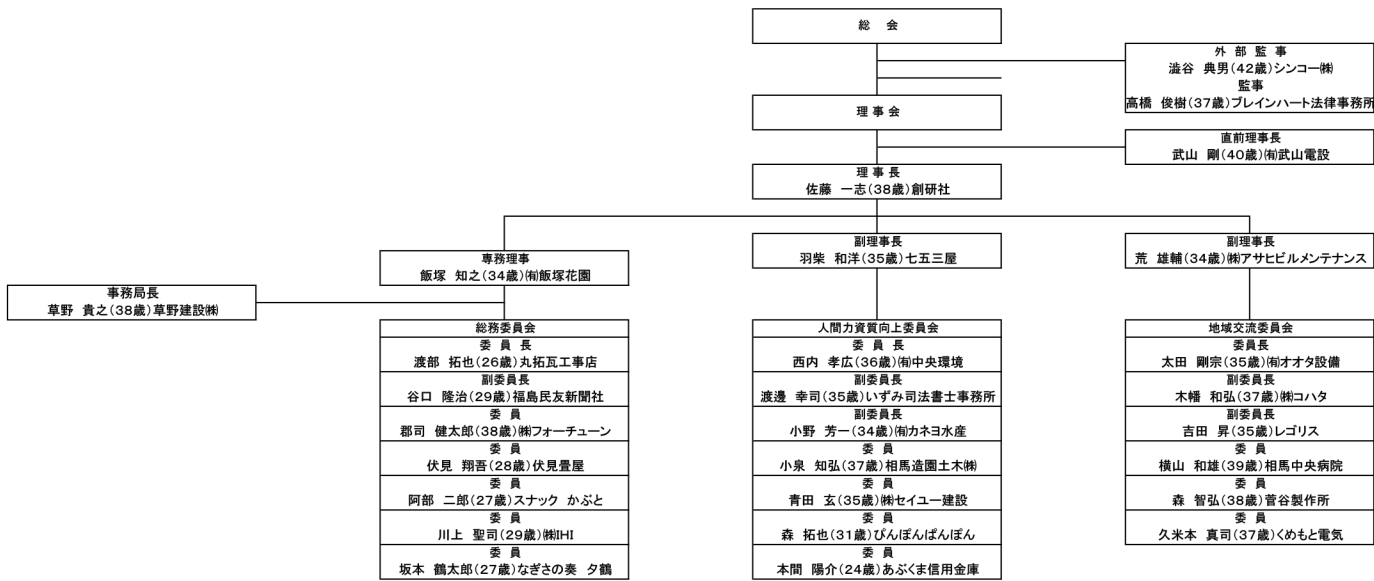 総 会
外 部 監 事
澁谷 典男(42歳)シンコー㈱
監事
高橋 俊樹(37歳)ブレインハート法律事務所
理 事 会
直前理事長
武山 剛(40歳)㈲武山電設
理 事 長
佐藤 一志(38歳)創研社
専務理事
飯塚 知之(34歳)㈲飯塚花園
副理事長
羽柴 和洋(35歳)七五三屋
副理事長
荒 雄輔(34歳)㈱アサヒビルメンテナンス
事務局長
草野 貴之(38歳)草野建設㈱
総務委員会
委 員 長
渡部 拓也(26歳)丸拓瓦工事店
副委員長
谷口 隆治(29歳)福島民友新聞社
委 員
郡司 健太郎(38歳)㈱フォーチューン
委 員
伏見 翔吾(28歳)伏見畳屋
委 員
阿部 二郎(27歳)スナック かぶと
委 員
川上 聖司(29歳)㈱IHI
委 員
坂本 鶴太郎(27歳)なぎさの奏 夕鶴
人間力資質向上委員会
委 員 長
西内 孝広(36歳)㈲中央環境
副委員長
渡邊 幸司(35歳)いずみ司法書士事務所
副委員長
小野 芳一(34歳)㈲カネヨ水産
委 員
小泉 知弘(37歳)相馬造園土木㈱
委 員
青田 玄(35歳)㈱セイユー建設
委 員
森 拓也(31歳)ぴんぽんぱんぽん
委 員
本間 陽介(24歳)あぶくま信用金庫
地域交流委員会
委員長
太田 剛宗(35歳)㈲オオタ設備
副委員長
木幡 和弘(37歳)㈱コハタ
副委員長
吉田 昇(35歳)レゴリス
委 員
横山 和雄(39歳)相馬中央病院
委 員
森 智弘(38歳)菅谷製作所
委 員
久米本 真司(37歳)くめもと電気